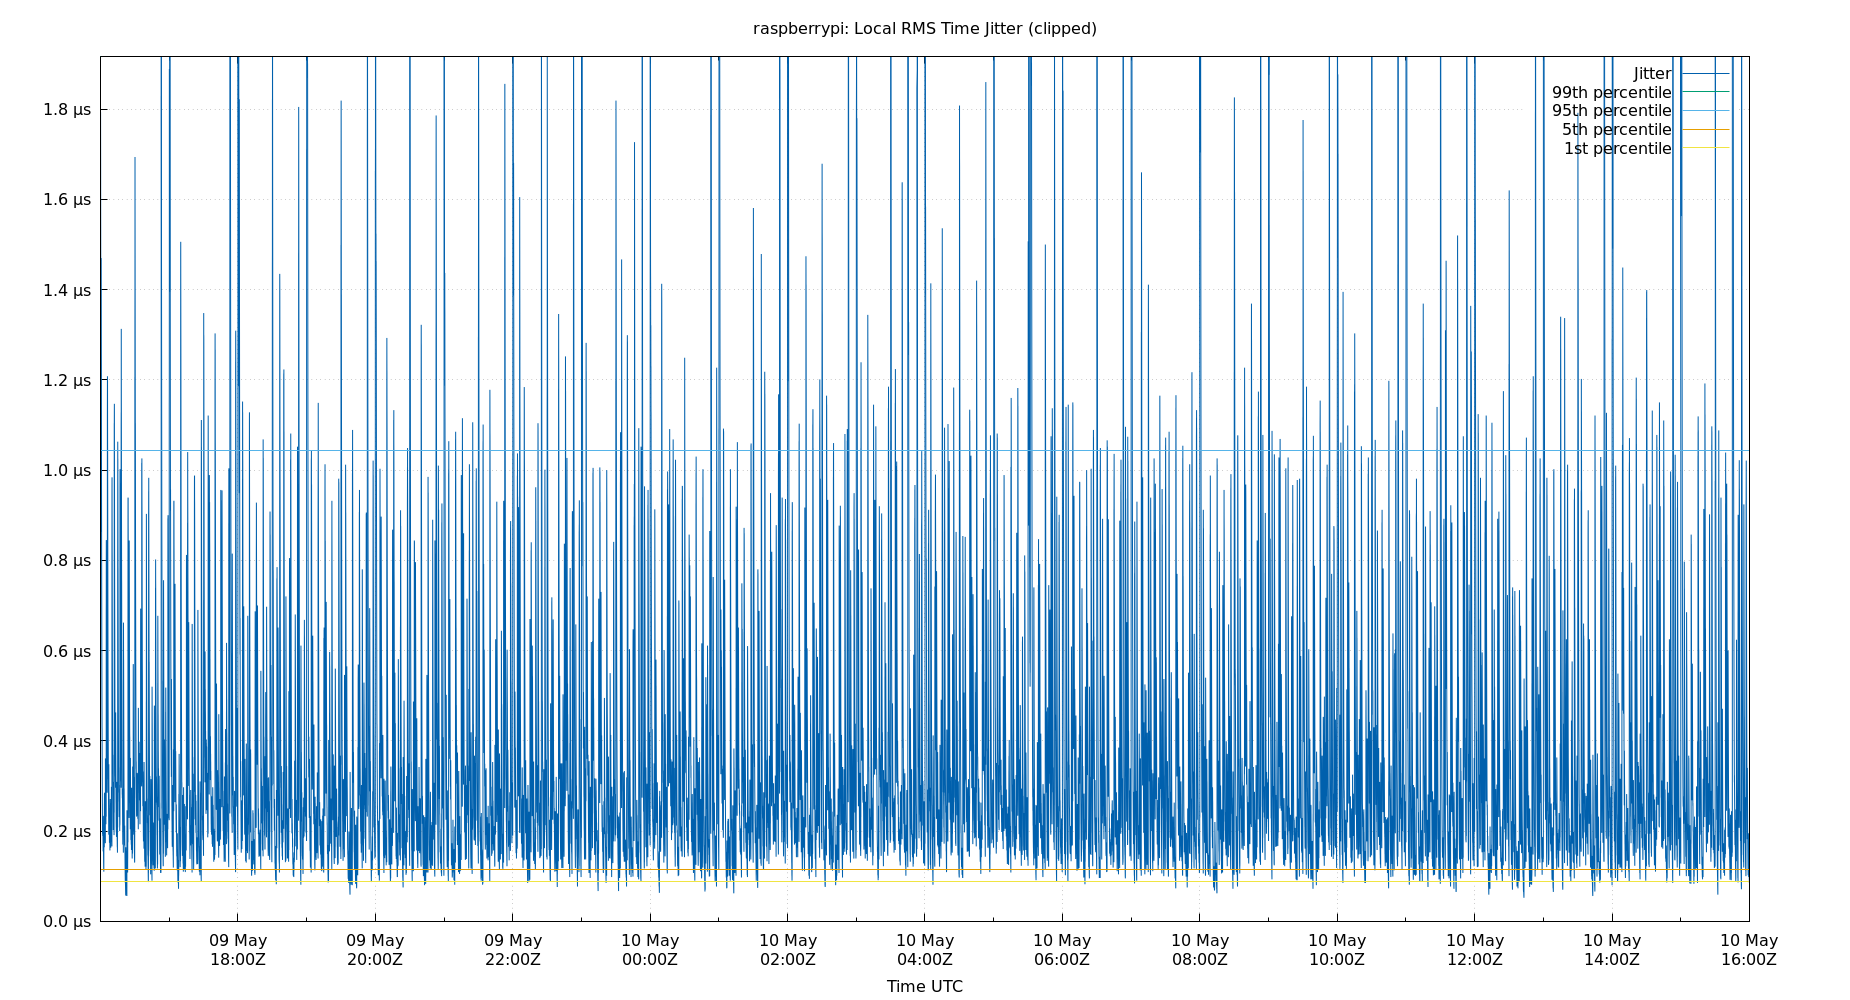 raspberrypi: Local RMS Time Jitter (clipped)
Jitter
99th percentile
95th percentile
5th percentile
1st percentile
1.8 µs
1.6 µs
1.4 µs
1.2 µs
1.0 µs
0.8 µs
0.6 µs
0.4 µs
0.2 µs
0.0 µs
09 May 09 May 09 May 10 May 10 May 10 May 10 May 10 May 10 May 10 May 10 May 10 May
18:00Z 20:00Z 22:00Z 00:00Z 02:00Z 04:00Z 06:00Z 08:00Z 10:00Z 12:00Z 14:00Z 16:00Z
Time UTC